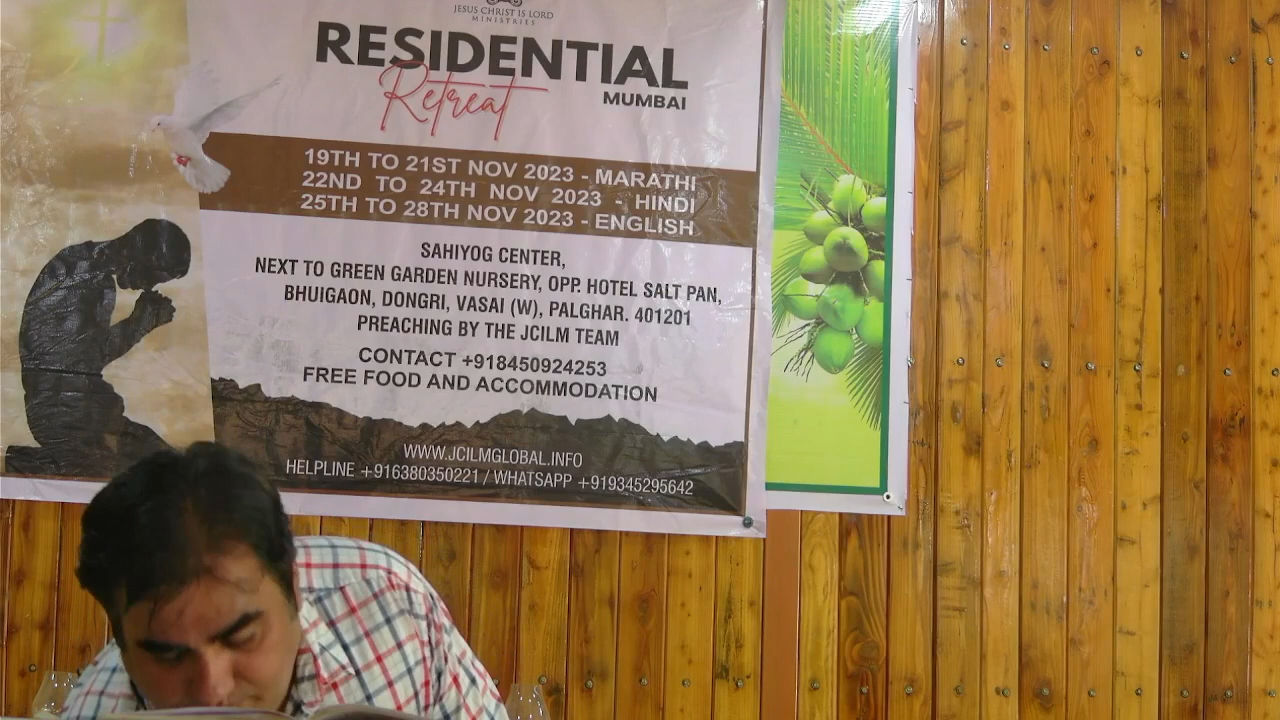 JESUS CHRIST IS LORD
MINISTRIES
RESIDENTIAL
Retreat
MUMBAI
19TH TO 21ST NOV 2023 - MARATHI
22ND TO 24TH NOV 2023 - HINDI
25TH TO 28TH NOV 2023 - ENGLISH
SAHIYOG CENTER,
NEXT TO GREEN GARDEN NURSERY, OPP. HOTEL SALT PAN,
BHUIGAON, DONGRI, VASAI (W), PALGHAR. 401201
PREACHING BY THE JCILM TEAM
CONTACT +918450924253
FREE FOOD AND ACCOMMODATION
WWW.JCILMGLOBAL.INFO
HELPLINE +916380350221 / WHATSAPP +919345295642